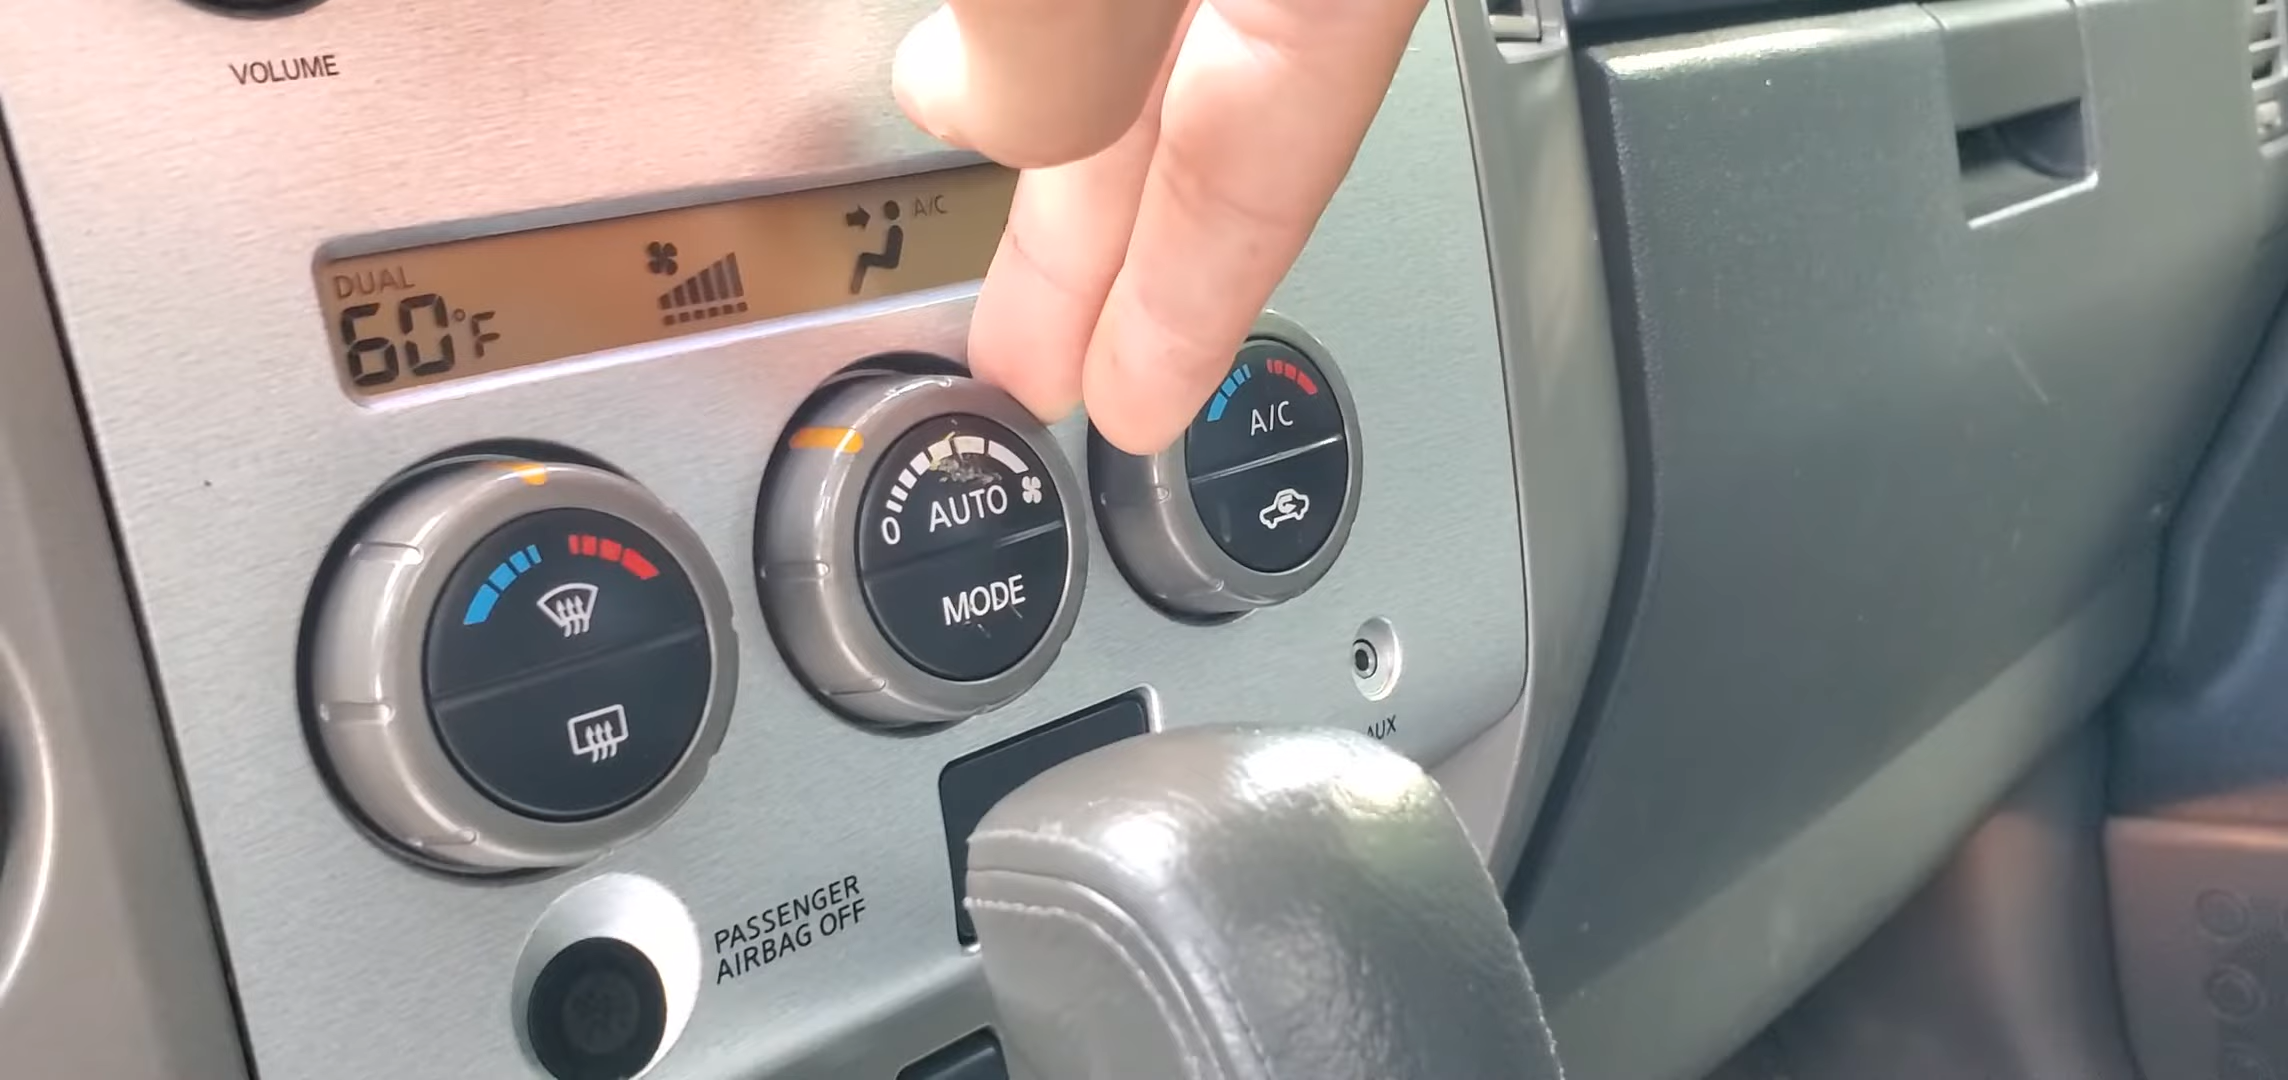 VOLUME
DUAL
60°F
A/C
0 AUTO
MODE
A/C
AUX
PASSENGER
AIRBAG OFF